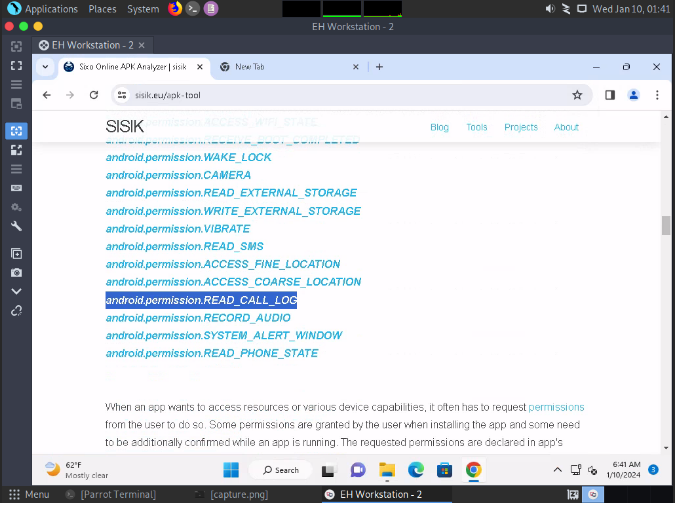 Applications Places System Wed Jan 10, 01:41
EH Workstation - 2
EH Workstation - 2 ×
Sixo Online APK Analyzer | sisik × New Tab × +
sisik.eu/apk-tool
SISIK Blog Tools Projects About
android.permission.ACCESS_WIFI_STATE
android.permission.RECEIVE_BOOT_COMPLETED
android.permission.WAKE_LOCK
android.permission.CAMERA
android.permission.READ_EXTERNAL_STORAGE
android.permission.WRITE_EXTERNAL_STORAGE
android.permission.VIBRATE
android.permission.READ_SMS
android.permission.ACCESS_FINE_LOCATION
android.permission.ACCESS_COARSE_LOCATION
android.permission.READ_CALL_LOG
android.permission.RECORD_AUDIO
android.permission.SYSTEM_ALERT_WINDOW
android.permission.READ_PHONE_STATE
When an app wants to access resources or various device capabilities, it often has to request permissions
from the user to do so. Some permissions are granted by the user when installing the app and some need
to be additionally confirmed while an app is running. The requested permissions are declared in app's
62°F
Mostly clear
Search
6:41 AM
1/10/2024
3
Menu [Parrot Terminal] [capture.png] EH Workstation - 2